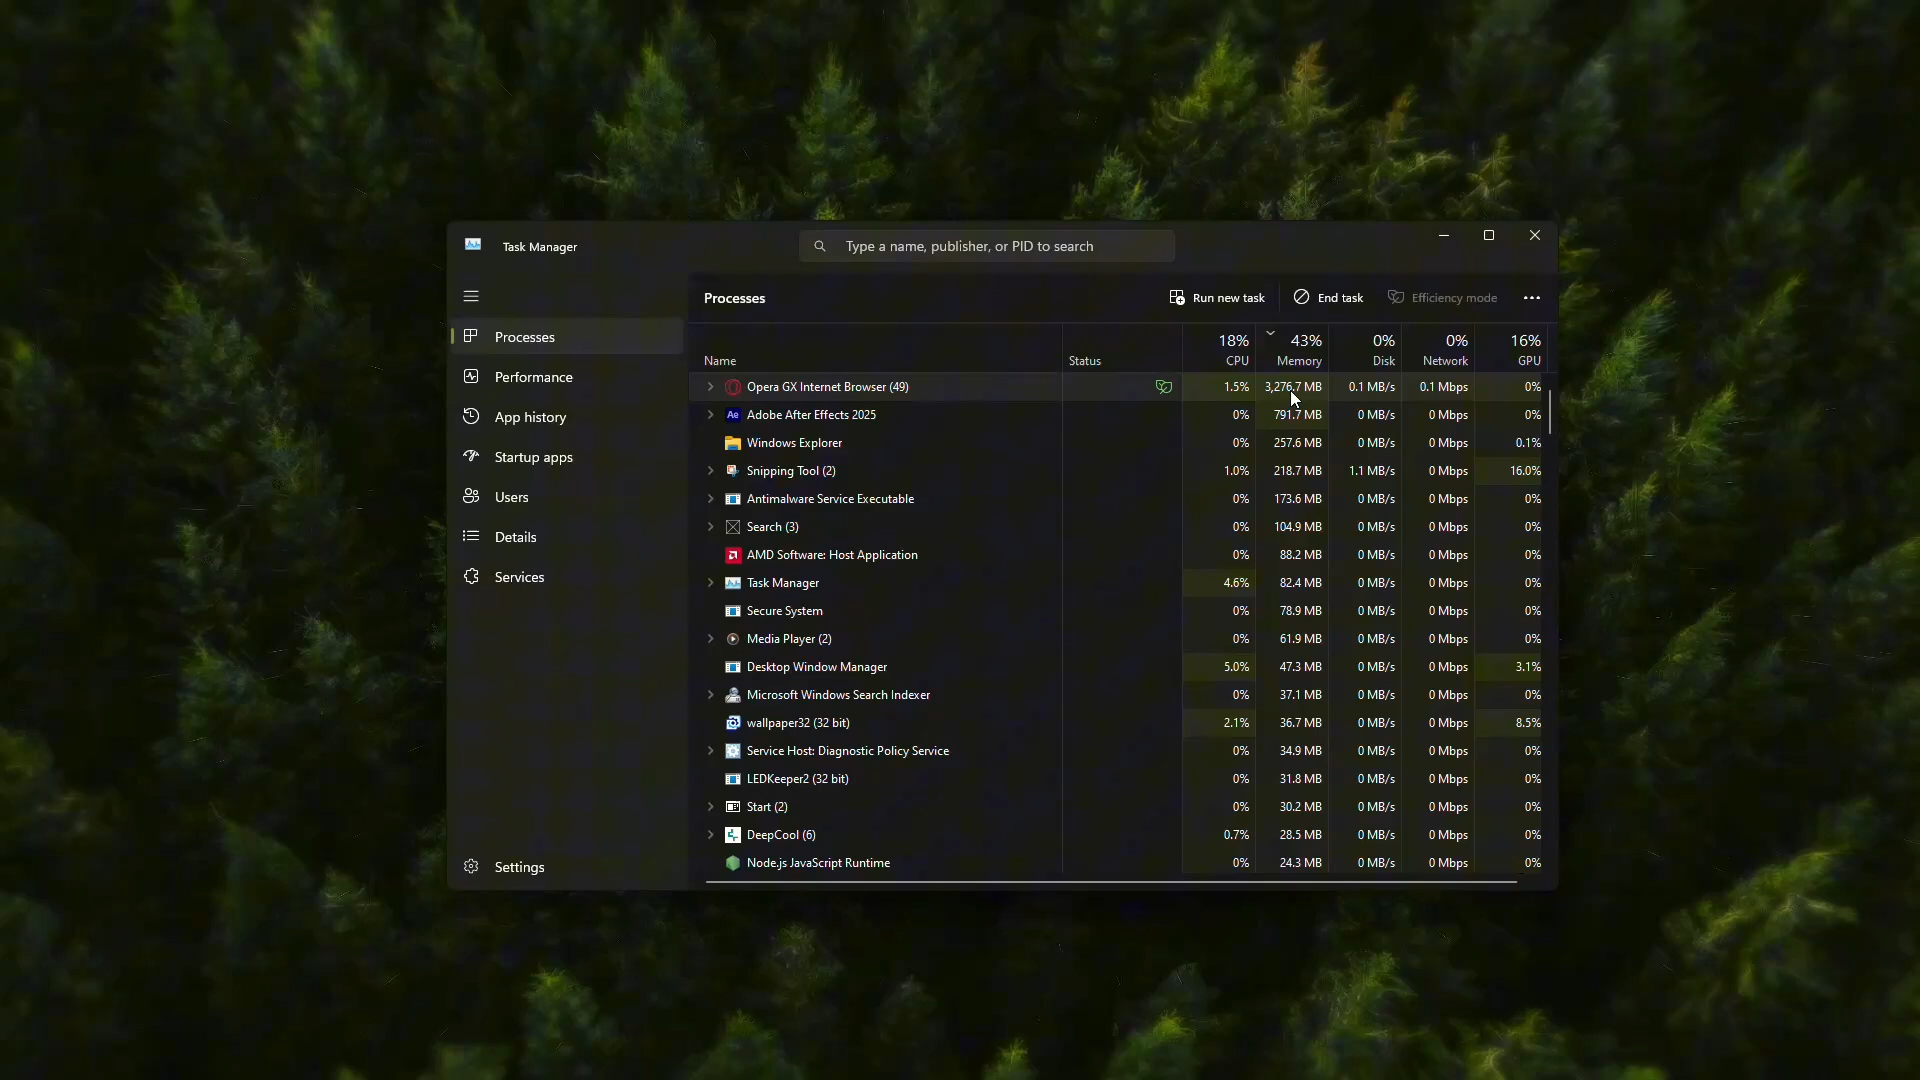 Task Manager
Type a name, publisher, or PID to search
Processes
Run new task
End task
Efficiency mode
Processes
Performance
App history
Startup apps
Users
Details
Services
Settings
18% 43% 0% 0% 16%
Name Status CPU Memory Disk Network GPU
Opera GX Internet Browser (49) 1.5% 3,276.7 MB 0.1 MB/s 0.1 Mbps 0%
Ae Adobe After Effects 2025 0% 791.7 MB 0 MB/s 0 Mbps 0%
Windows Explorer 0% 257.6 MB 0 MB/s 0 Mbps 0.1%
Snipping Tool (2) 1.0% 218.7 MB 1.1 MB/s 0 Mbps 16.0%
Antimalware Service Executable 0% 173.6 MB 0 MB/s 0 Mbps 0%
Search (3) 0% 104.9 MB 0 MB/s 0 Mbps 0%
AMD Software: Host Application 0% 88.2 MB 0 MB/s 0 Mbps 0%
Task Manager 4.6% 82.4 MB 0 MB/s 0 Mbps 0%
Secure System 0% 78.9 MB 0 MB/s 0 Mbps 0%
Media Player (2) 0% 61.9 MB 0 MB/s 0 Mbps 0%
Desktop Window Manager 5.0% 47.3 MB 0 MB/s 0 Mbps 3.1%
Microsoft Windows Search Indexer 0% 37.1 MB 0 MB/s 0 Mbps 0%
wallpaper32 (32 bit) 2.1% 36.7 MB 0 MB/s 0 Mbps 8.5%
Service Host: Diagnostic Policy Service 0% 34.9 MB 0 MB/s 0 Mbps 0%
LEDKeeper2 (32 bit) 0% 31.8 MB 0 MB/s 0 Mbps 0%
Start (2) 0% 30.2 MB 0 MB/s 0 Mbps 0%
DeepCool (6) 0.7% 28.5 MB 0 MB/s 0 Mbps 0%
Node.js JavaScript Runtime 0% 24.3 MB 0 MB/s 0 Mbps 0%